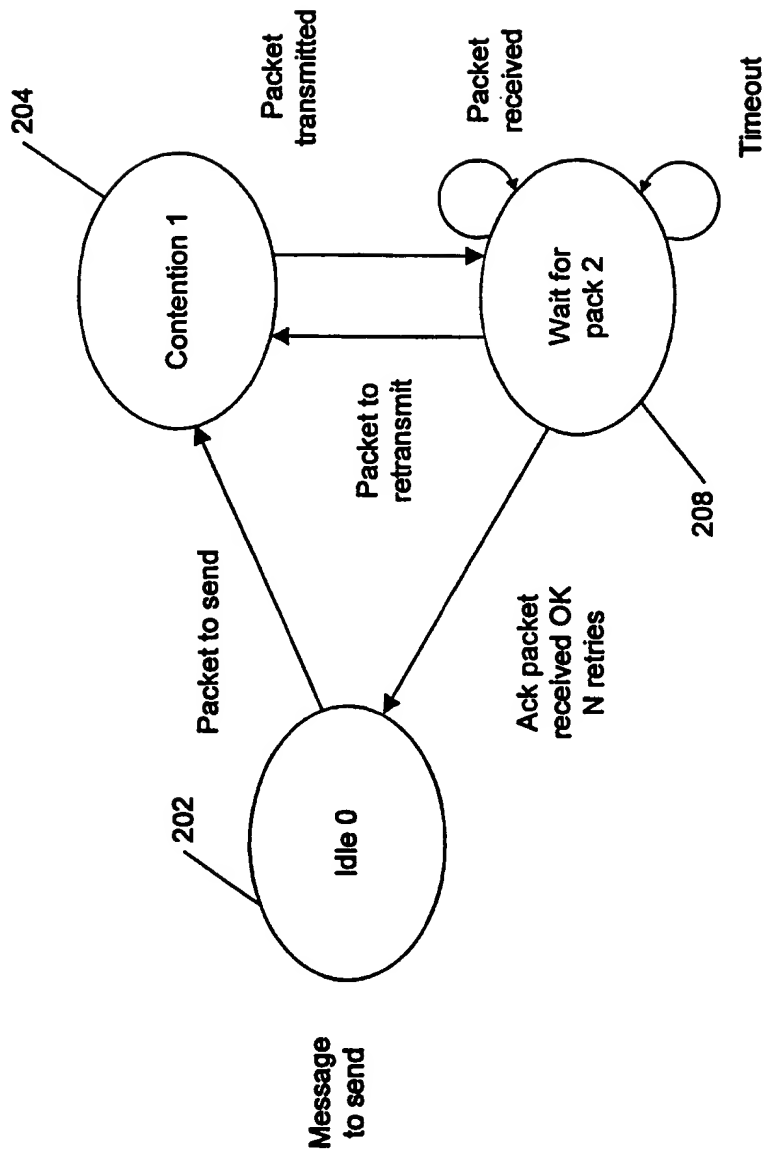 204
Contention 1
202
Packet to send
Packet
transmitted
Message
to send
Idle 0
Packet to
retransmit
Packet
received
Ack packet
received OK
N retries
Wait for
pack 2
208
Timeout